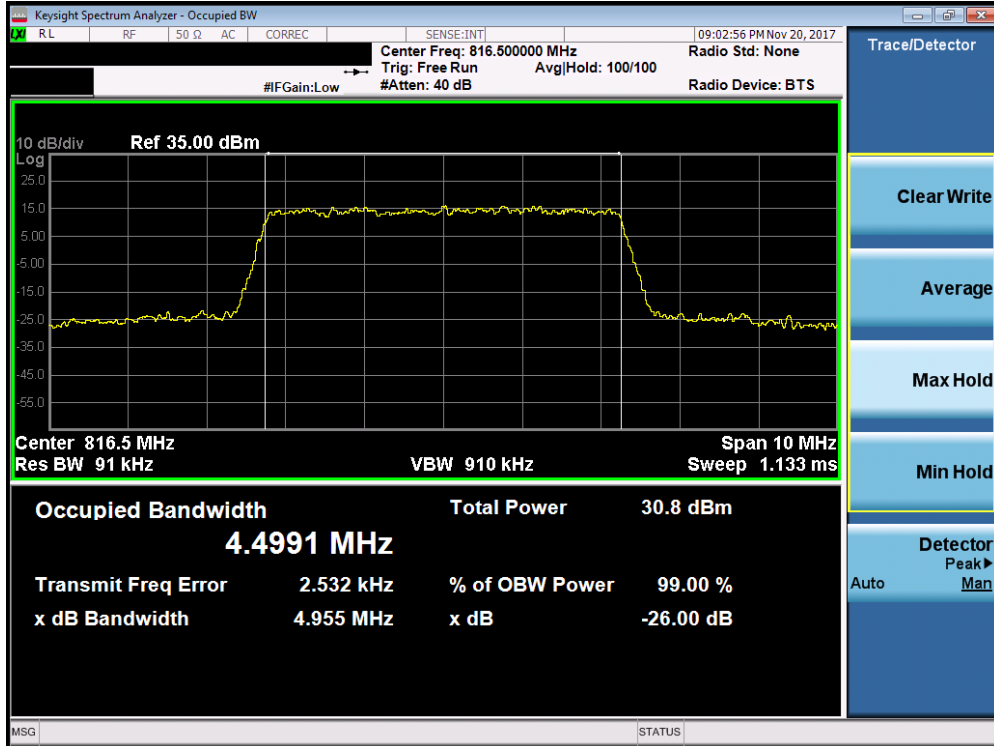 Keysight Spectrum Analyzer - Occupied BW
LXI RL RF 50 Ω AC CORREC SENSE:INT 09:02:56 PM Nov 20, 2017
Center Freq: 816.500000 MHz Radio Std: None
Trig: Free Run Avg|Hold: 100/100
#IFGain:Low #Atten: 40 dB Radio Device: BTS
Trace/Detector
10 dB/div Ref 35.00 dBm
Log
25.0
15.0
5.00
-5.00
-15.0
-25.0
-35.0
-45.0
-55.0
Center 816.5 MHz Span 10 MHz
Res BW 91 kHz VBW 910 kHz Sweep 1.133 ms
Occupied Bandwidth Total Power 30.8 dBm
4.4991 MHz
Transmit Freq Error 2.532 kHz % of OBW Power 99.00 %
x dB Bandwidth 4.955 MHz x dB -26.00 dB
Clear Write
Average
Max Hold
Min Hold
Detector
Peak▶
Auto Man
MSG STATUS